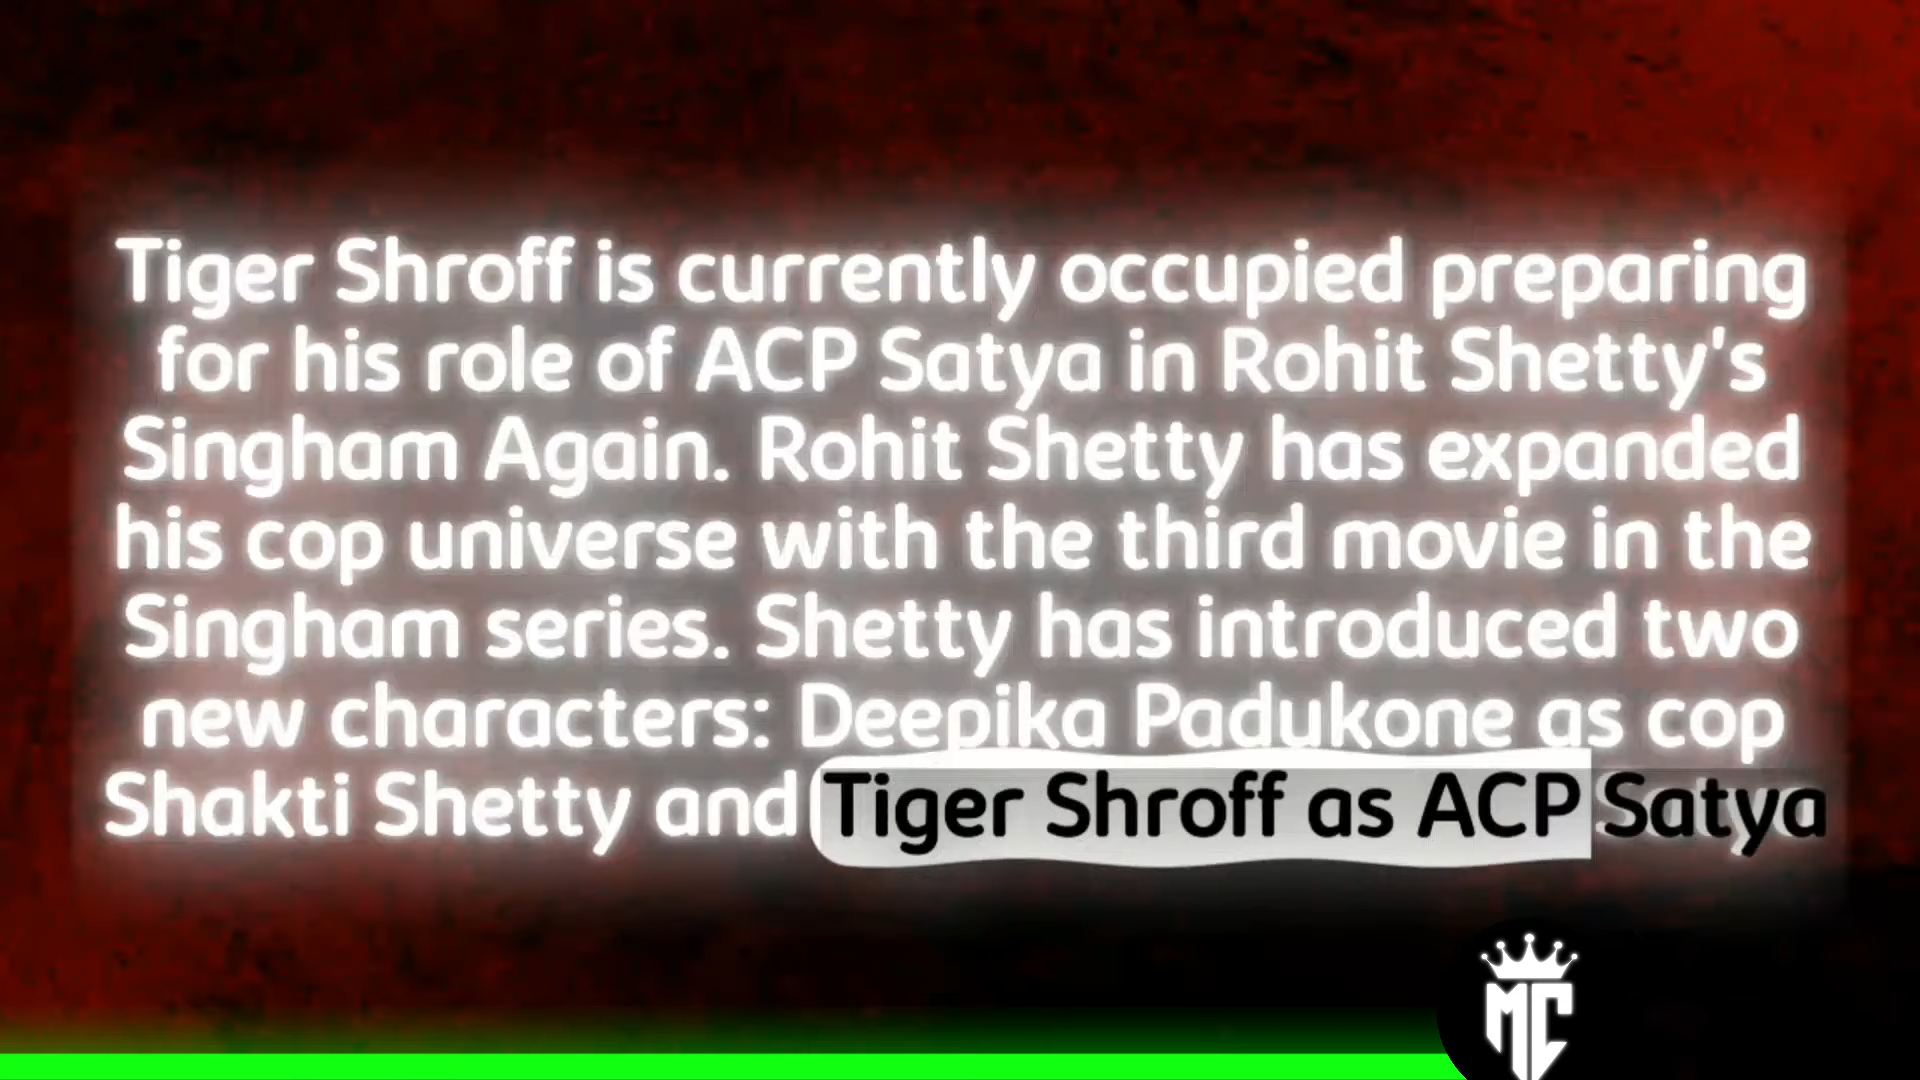 Tiger Shroff is currently occupied preparing
for his role of ACP Satya in Rohit Shetty's
Singham Again. Rohit Shetty has expanded
his cop universe with the third movie in the
Singham series. Shetty has introduced two
new characters: Deepika Padukone as cop
Shakti Shetty and Tiger Shroff as ACP Satya
MC